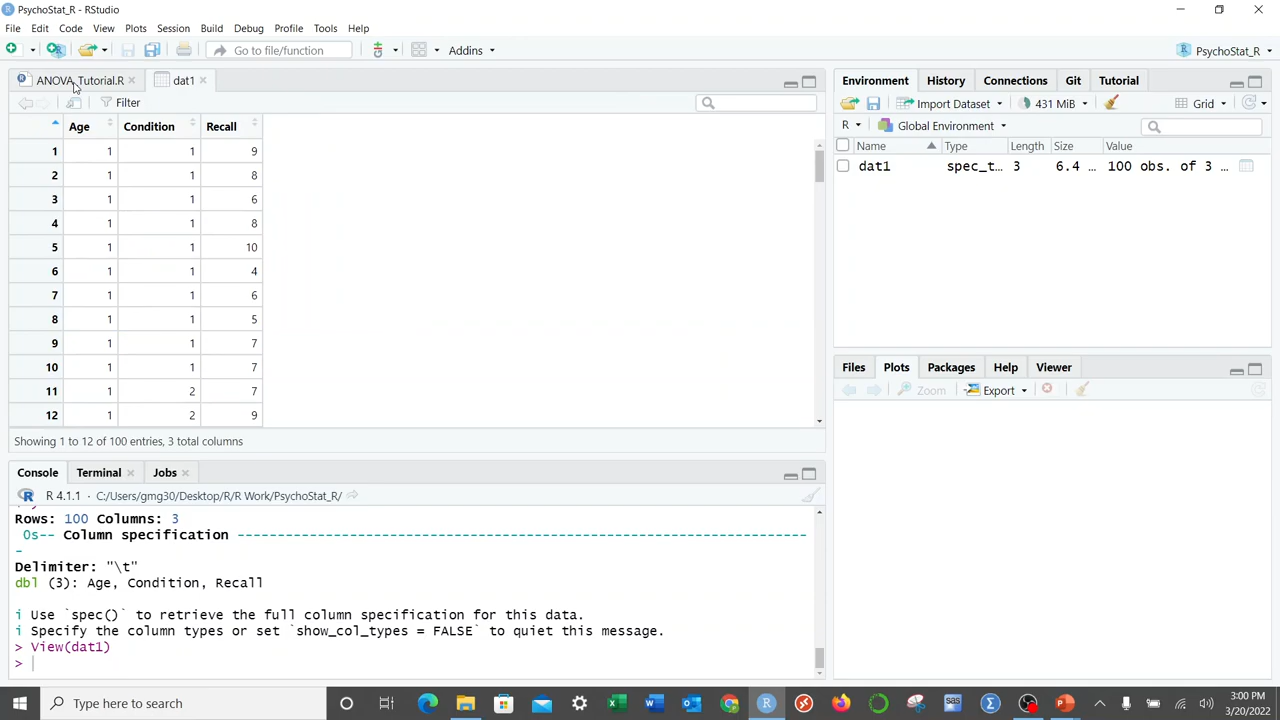 PsychoStat_R - RStudio
File Edit Code View Plots Session Build Debug Profile Tools Help
Go to file/function Addins PsychoStat_R
ANOVA_Tutorial.R dat1
Filter
Age Condition Recall
1 1 1 9
2 1 1 8
3 1 1 6
4 1 1 8
5 1 1 10
6 1 1 4
7 1 1 6
8 1 1 5
9 1 1 7
10 1 1 7
11 1 2 7
12 1 2 9
Showing 1 to 12 of 100 entries, 3 total columns
Console Terminal Jobs
R 4.1.1 · C:/Users/gmg30/Desktop/R/R Work/PsychoStat_R/
Rows: 100 Columns: 3
0s-- Column specification -----------------------------------------------------------------------
-
Delimiter: "\t"
dbl (3): Age, Condition, Recall
i Use `spec()` to retrieve the full column specification for this data.
i Specify the column types or set `show_col_types = FALSE` to quiet this message.
> View(dat1)
>
Environment History Connections Git Tutorial
Import Dataset 431 MiB Grid
R Global Environment
Name Type Length Size Value
dat1 spec_t… 3 6.4 … 100 obs. of 3 …
Files Plots Packages Help Viewer
Zoom Export
Type here to search
3:00 PM
3/20/2022